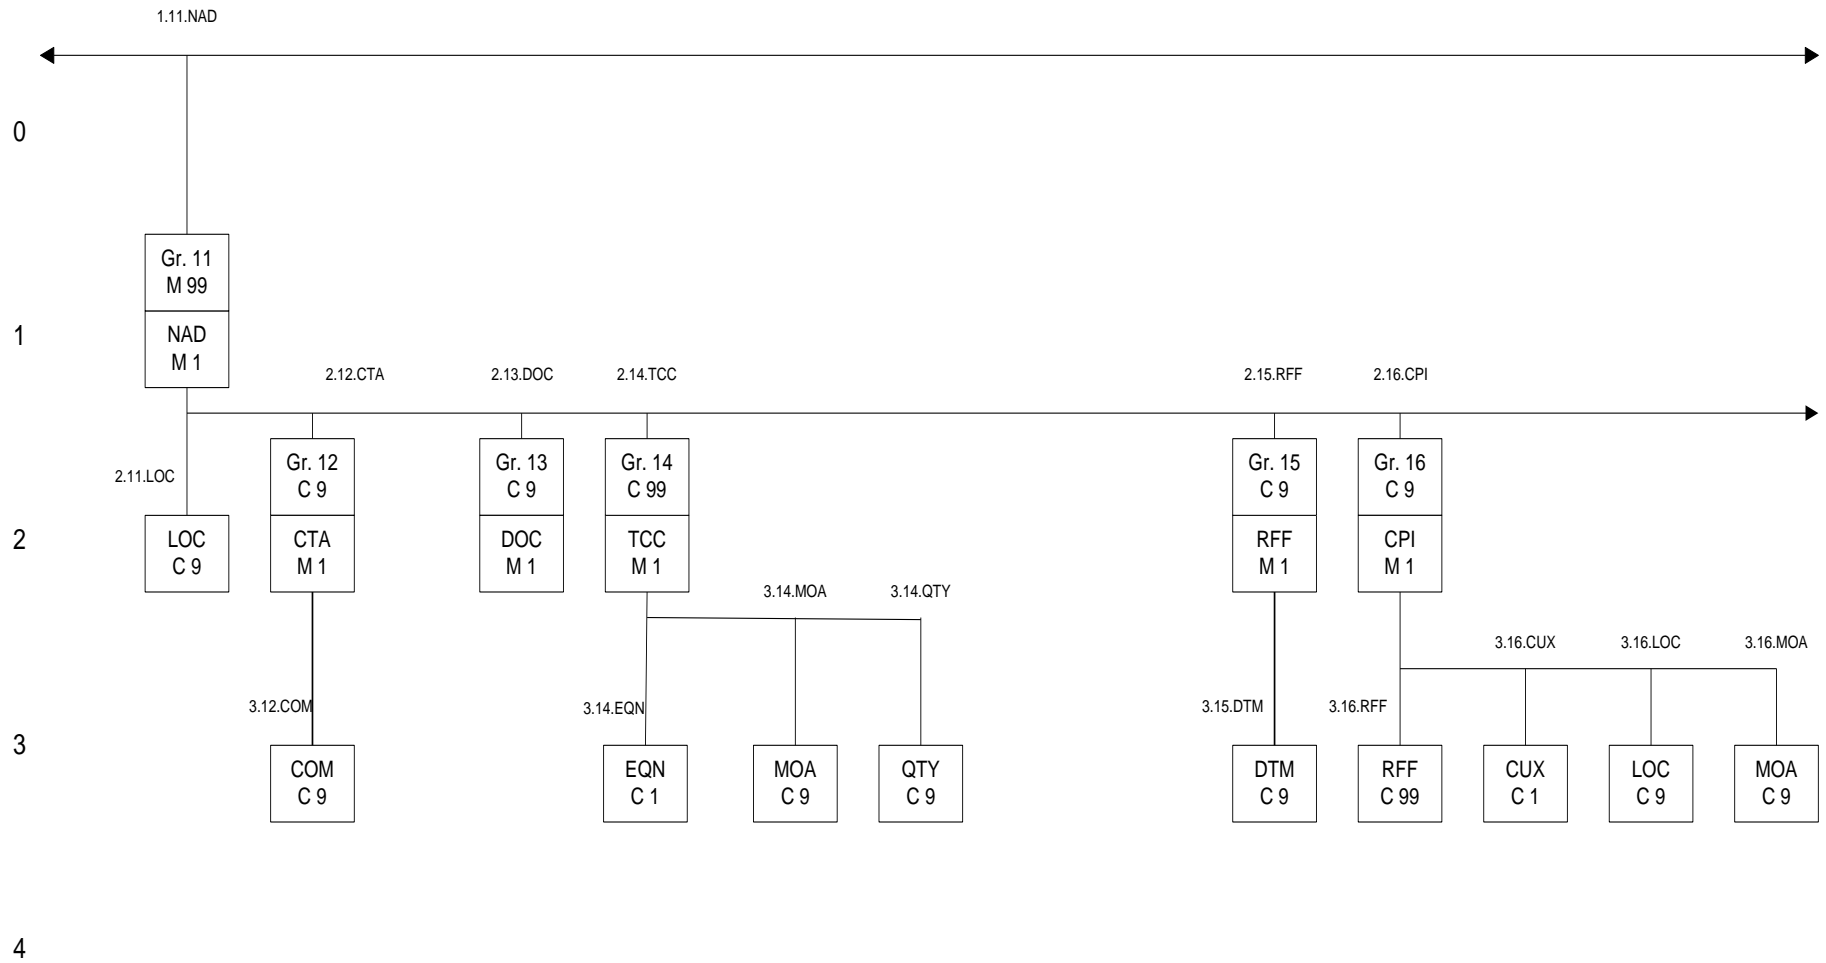 1.11.NAD
0
Gr. 11
M 99
1
NAD
M 1
2.12.CTA
2.13.DOC
2.14.TCC
2.15.RFF
2.16.CPI
2.11.LOC
Gr. 12
C 9
Gr. 13
C 9
Gr. 14
C 99
Gr. 15
C 9
Gr. 16
C 9
2
LOC
C 9
CTA
M 1
DOC
M 1
TCC
M 1
RFF
M 1
CPI
M 1
3.14.MOA
3.14.QTY
3.16.CUX
3.16.LOC
3.16.MOA
3.12.COM
3.14.EQN
3.15.DTM
3.16.RFF
3
COM
C 9
EQN
C 1
MOA
C 9
QTY
C 9
DTM
C 9
RFF
C 99
CUX
C 1
LOC
C 9
MOA
C 9
4